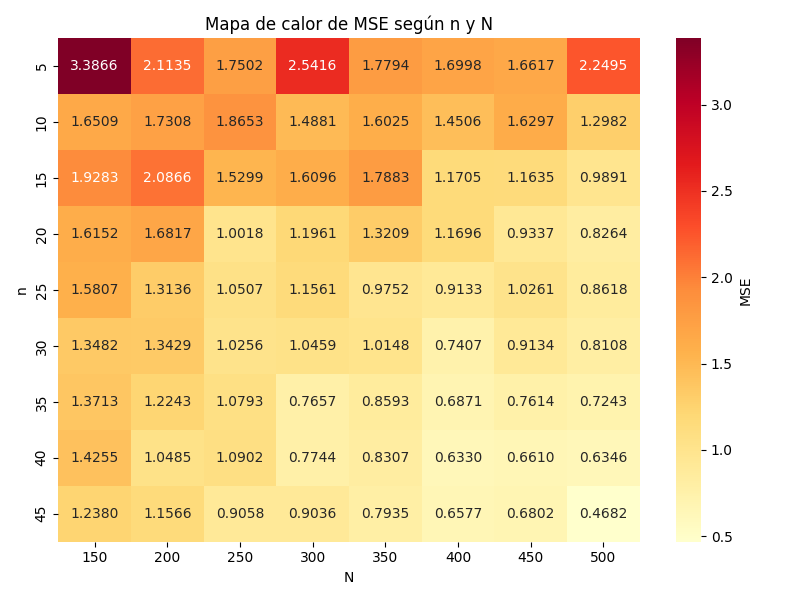 Mapa de calor de MSE según n y N
5 3.3866 2.1135 1.7502 2.5416 1.7794 1.6998 1.6617 2.2495
10 1.6509 1.7308 1.8653 1.4881 1.6025 1.4506 1.6297 1.2982
15 1.9283 2.0866 1.5299 1.6096 1.7883 1.1705 1.1635 0.9891
20 1.6152 1.6817 1.0018 1.1961 1.3209 1.1696 0.9337 0.8264
25 1.5807 1.3136 1.0507 1.1561 0.9752 0.9133 1.0261 0.8618
30 1.3482 1.3429 1.0256 1.0459 1.0148 0.7407 0.9134 0.8108
35 1.3713 1.2243 1.0793 0.7657 0.8593 0.6871 0.7614 0.7243
40 1.4255 1.0485 1.0902 0.7744 0.8307 0.6330 0.6610 0.6346
45 1.2380 1.1566 0.9058 0.9036 0.7935 0.6577 0.6802 0.4682
150 200 250 300 350 400 450 500
N
n
3.0
2.5
2.0
1.5
1.0
0.5
MSE